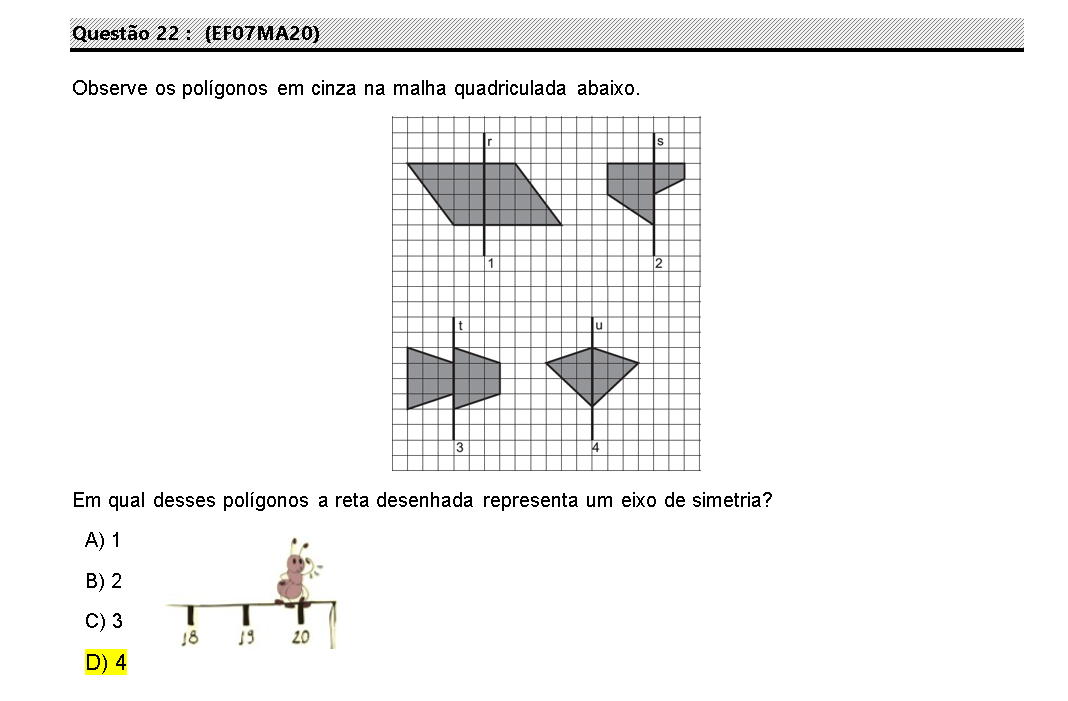 Questão 22 : (EF07MA20)
Observe os polígonos em cinza na malha quadriculada abaixo.
r
s
1
2
t
u
3
4
Em qual desses polígonos a reta desenhada representa um eixo de simetria?
A) 1
B) 2
C) 3
D) 4
18 19 20